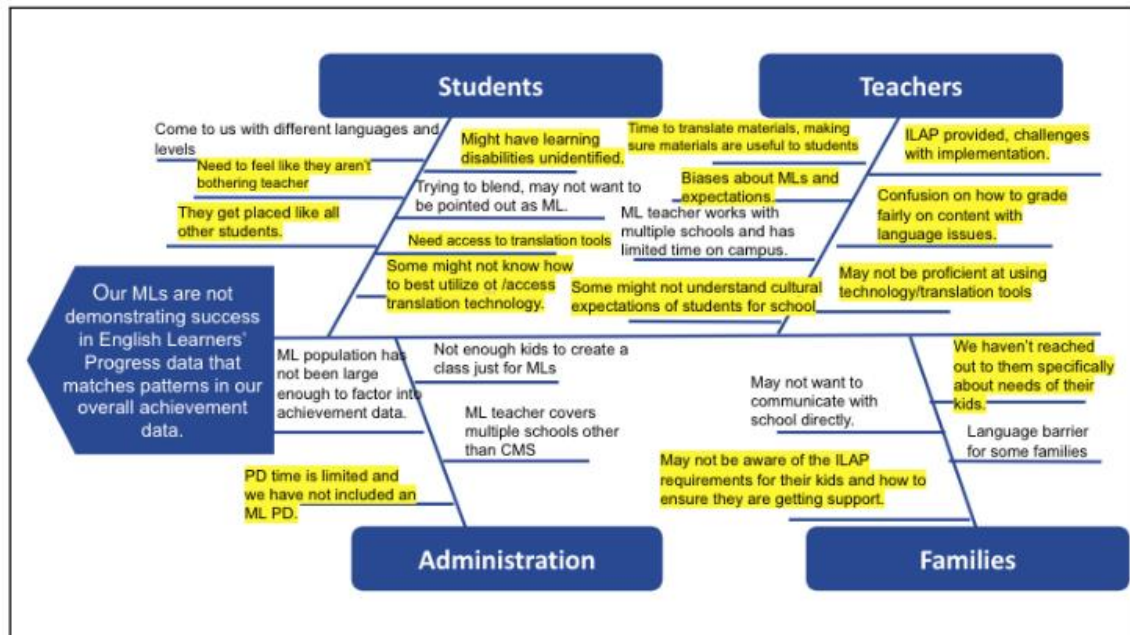 Students
Teachers
Come to us with different languages and
levels
Need to feel like they aren't
bothering teacher
They get placed like all
other students.
Might have learning
disabilities unidentified.
Trying to blend, may not want to
be pointed out as ML.
Need access to translation tools
Some might not know how
to best utilize ot /access
translation technology.
Time to translate materials, making
sure materials are useful to students
Biases about MLs and
expectations.
ML teacher works with
multiple schools and has
limited time on campus.
Some might not understand cultural
expectations of students for school
ILAP provided, challenges
with implementation.
Confusion on how to grade
fairly on content with
language issues.
May not be proficient at using
technology/translation tools
Our MLs are not
demonstrating success
in English Learners'
Progress data that
matches patterns in our
overall achievement
data.
ML population has
not been large
enough to factor into
achievement data.
PD time is limited and
we have not included an
ML PD.
Not enough kids to create a
class just for MLs
ML teacher covers
multiple schools other
than CMS
May not want to
communicate with
school directly.
May not be aware of the ILAP
requirements for their kids and how to
ensure they are getting support.
We haven't reached
out to them specifically
about needs of their
kids.
Language barrier
for some families
Administration
Families